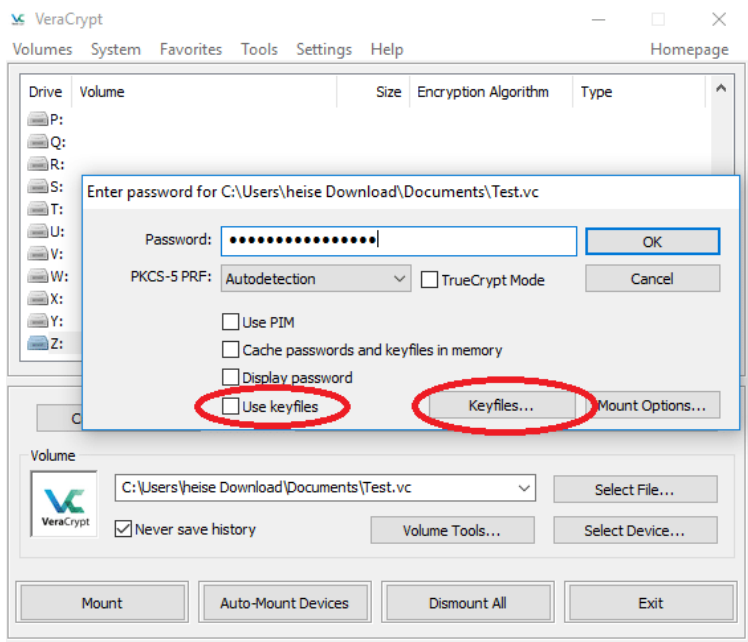 VeraCrypt
Volumes System Favorites Tools Settings Help Homepage
Drive Volume Size Encryption Algorithm Type
P:
Q:
R:
S:
T:
U:
V:
W:
X:
Y:
Z:
Enter password for C:\Users\heise Download\Documents\Test.vc
Password: ●●●●●●●●●●●●●●●● OK
PKCS-5 PRF: Autodetection TrueCrypt Mode Cancel
Use PIM
Cache passwords and keyfiles in memory
Display password
Use keyfiles Keyfiles... Mount Options...
Volume
VeraCrypt C:\Users\heise Download\Documents\Test.vc Select File...
Never save history Volume Tools... Select Device...
Mount Auto-Mount Devices Dismount All Exit